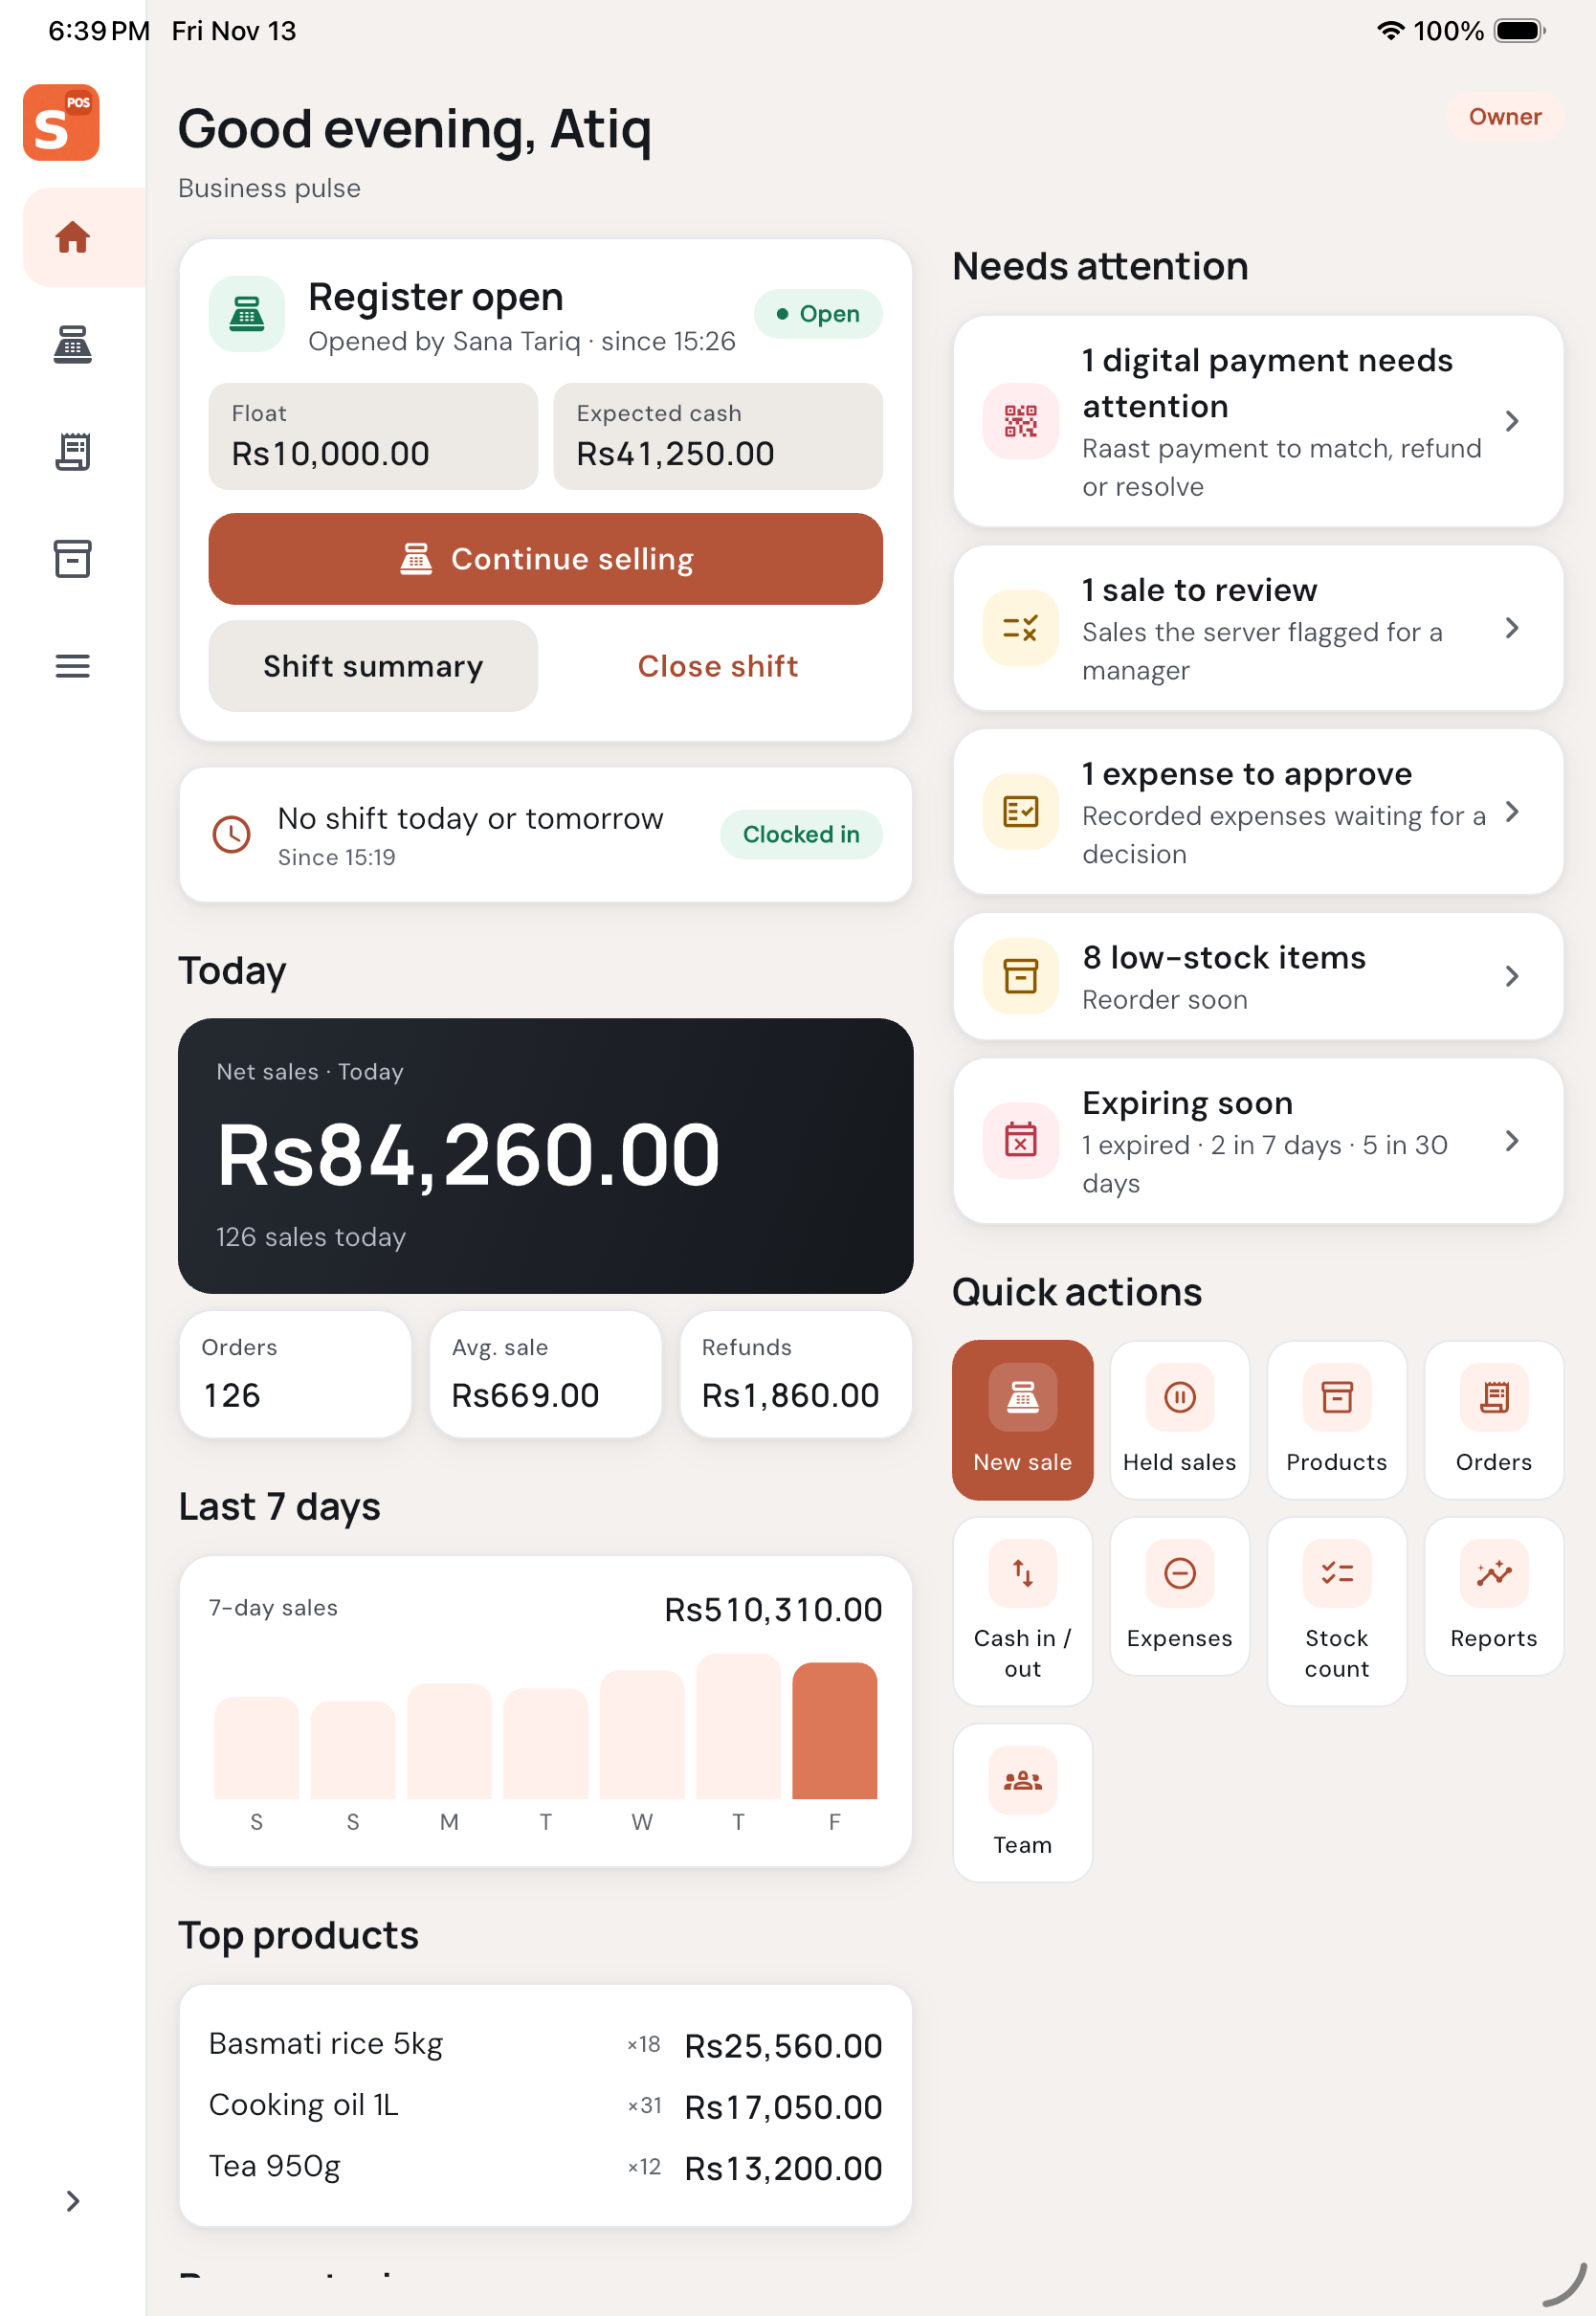 6:39 PM Fri Nov 13
100%
S POS
Good evening, Atiq
Owner
Business pulse
Register open
Opened by Sana Tariq · since 15:26
Open
Float
Rs10,000.00
Expected cash
Rs41,250.00
Continue selling
Shift summary
Close shift
No shift today or tomorrow
Since 15:19
Clocked in
Today
Net sales · Today
Rs84,260.00
126 sales today
Orders
126
Avg. sale
Rs669.00
Refunds
Rs1,860.00
Last 7 days
7-day sales
Rs510,310.00
S S M T W T F
Top products
Basmati rice 5kg ×18 Rs25,560.00
Cooking oil 1L ×31 Rs17,050.00
Tea 950g ×12 Rs13,200.00
Needs attention
1 digital payment needs
attention
Raast payment to match, refund
or resolve
1 sale to review
Sales the server flagged for a
manager
1 expense to approve
Recorded expenses waiting for a
decision
8 low-stock items
Reorder soon
Expiring soon
1 expired · 2 in 7 days · 5 in 30
days
Quick actions
New sale
Held sales
Products
Orders
Cash in /
out
Expenses
Stock
count
Reports
Team